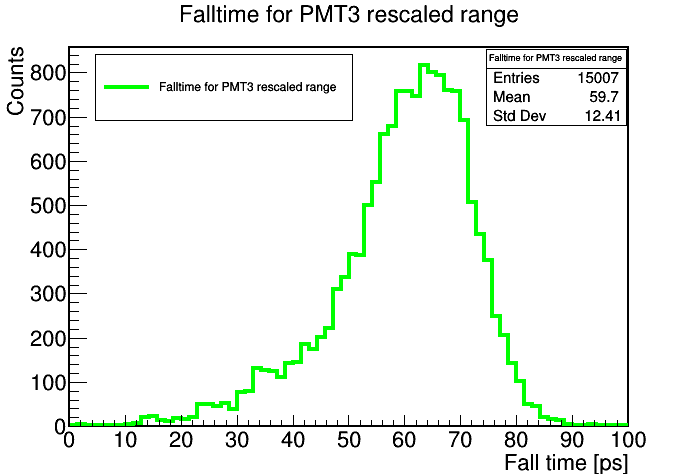 Falltime for PMT3 rescaled range
Counts
Falltime for PMT3 rescaled range
Falltime for PMT3 rescaled range
Entries 15007
Mean 59.7
Std Dev 12.41
800
700
600
500
400
300
200
100
0
0 10 20 30 40 50 60 70 80 90 100
Fall time [ps]